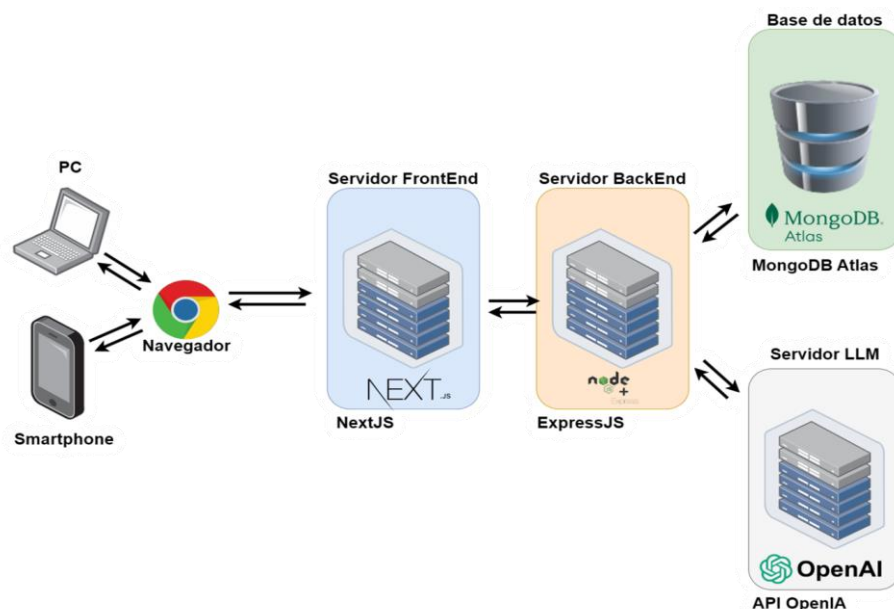 Base de datos
MongoDB®
Atlas
MongoDB Atlas
PC
Servidor FrontEnd
Servidor BackEnd
Navegador
Smartphone
NEXT.JS
NextJS
node
+
Express
ExpressJS
Servidor LLM
OpenAI
API OpenIA